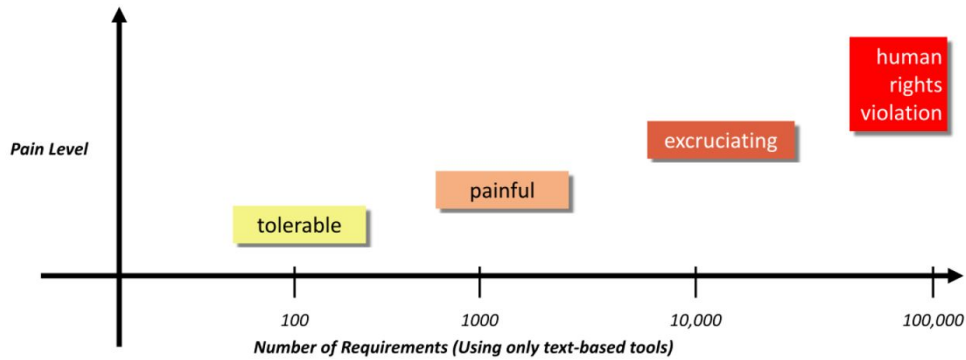 human
rights
violation
excruciating
Pain Level
painful
tolerable
100
1000
10,000
100,000
Number of Requirements (Using only text-based tools)